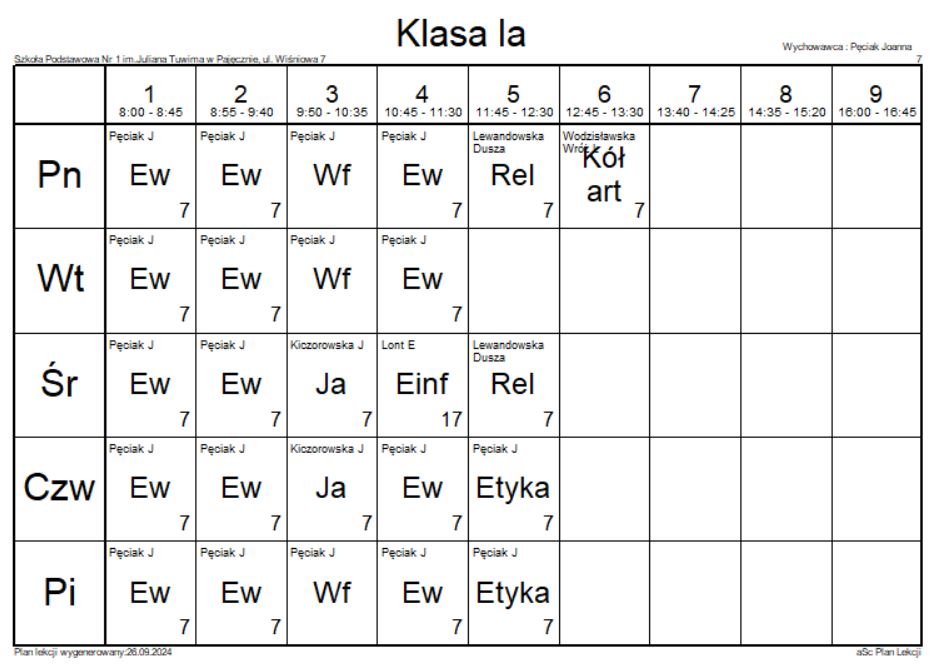 Klasa Ia
Szkoła Podstawowa Nr 1 im.Juliana Tuwima w Pajęcznie, ul. Wiśniowa 7
Wychowawca : Pęciak Joanna
7
1 2 3 4 5 6 7 8 9
8:00 - 8:45 8:55 - 9:40 9:50 - 10:35 10:45 - 11:30 11:45 - 12:30 12:45 - 13:30 13:40 - 14:25 14:35 - 15:20 16:00 - 16:45
Pęciak J Pęciak J Pęciak J Pęciak J Lewandowska Wodzisławska
Dusza Wróż
Pn Ew Ew Wf Ew Rel Kół
art
7 7 7 7 7
Pęciak J Pęciak J Pęciak J Pęciak J
Wt Ew Ew Wf Ew
7 7 7
Pęciak J Pęciak J Kiczorowska J Lont E Lewandowska
Dusza
Śr Ew Ew Ja Einf Rel
7 7 7 17 7
Pęciak J Pęciak J Kiczorowska J Pęciak J Pęciak J
Czw Ew Ew Ja Ew Etyka
7 7 7 7 7
Pęciak J Pęciak J Pęciak J Pęciak J Pęciak J
Pi Ew Ew Wf Ew Etyka
7 7 7 7
Plan lekcji wygenerowany:26.09.2024
aSc Plan Lekcji